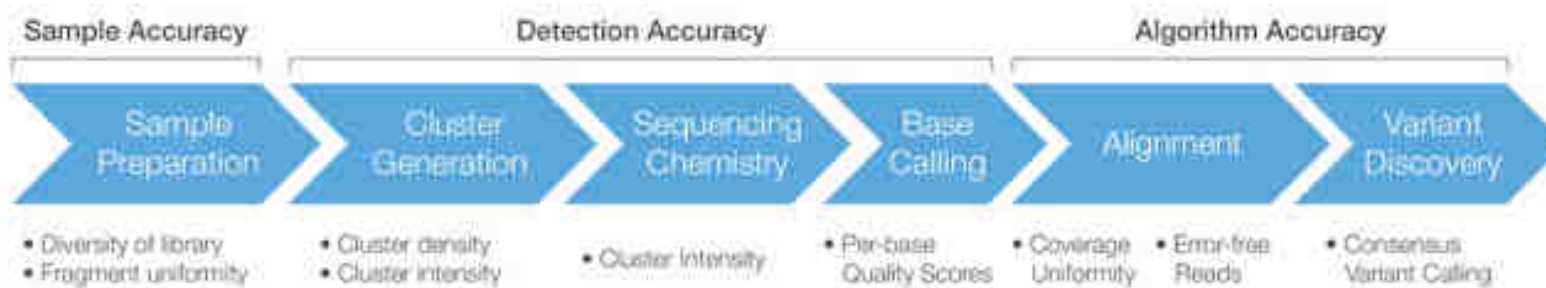 Sample Accuracy
Detection Accuracy
Algorithm Accuracy
Sample
Preparation
Cluster
Generation
Sequencing
Chemistry
Base
Calling
Alignment
Variant
Discovery
• Diversity of library
• Fragment uniformity
• Cluster density
• Cluster intensity
• Cluster Intensity
• Per-base
Quality Scores
• Coverage
Uniformity
• Error-free
Reads
• Consensus
Variant Calling